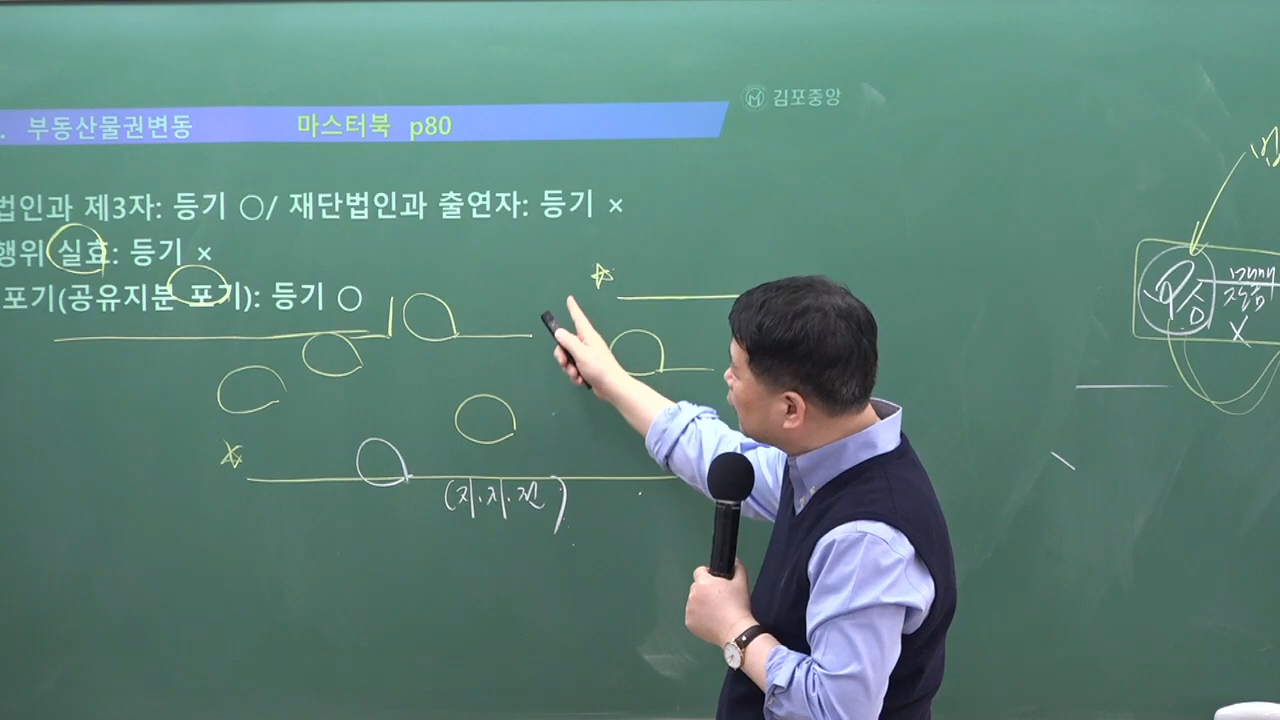 김포중앙
. 부동산물권변동 마스터북 p80
법인과 제3자: 등기 ○/ 재단법인과 출연자: 등기 ×
행위 실효: 등기 ×
포기(공유지분 포기): 등기 ○
(지.지.전)
×